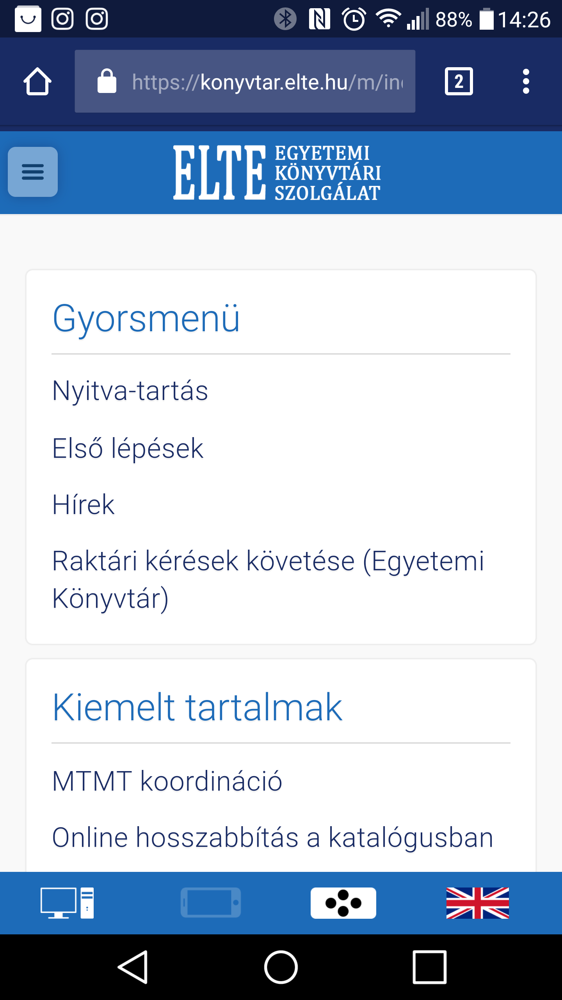 88% 14:26
https://konyvtar.elte.hu/m/in
2
ELTE EGYETEMI
KÖNYVTÁRI
SZOLGÁLAT
Gyorsmenü
Nyitva-tartás
Első lépések
Hírek
Raktári kérések követése (Egyetemi
Könyvtár)
Kiemelt tartalmak
MTMT koordináció
Online hosszabbítás a katalógusban